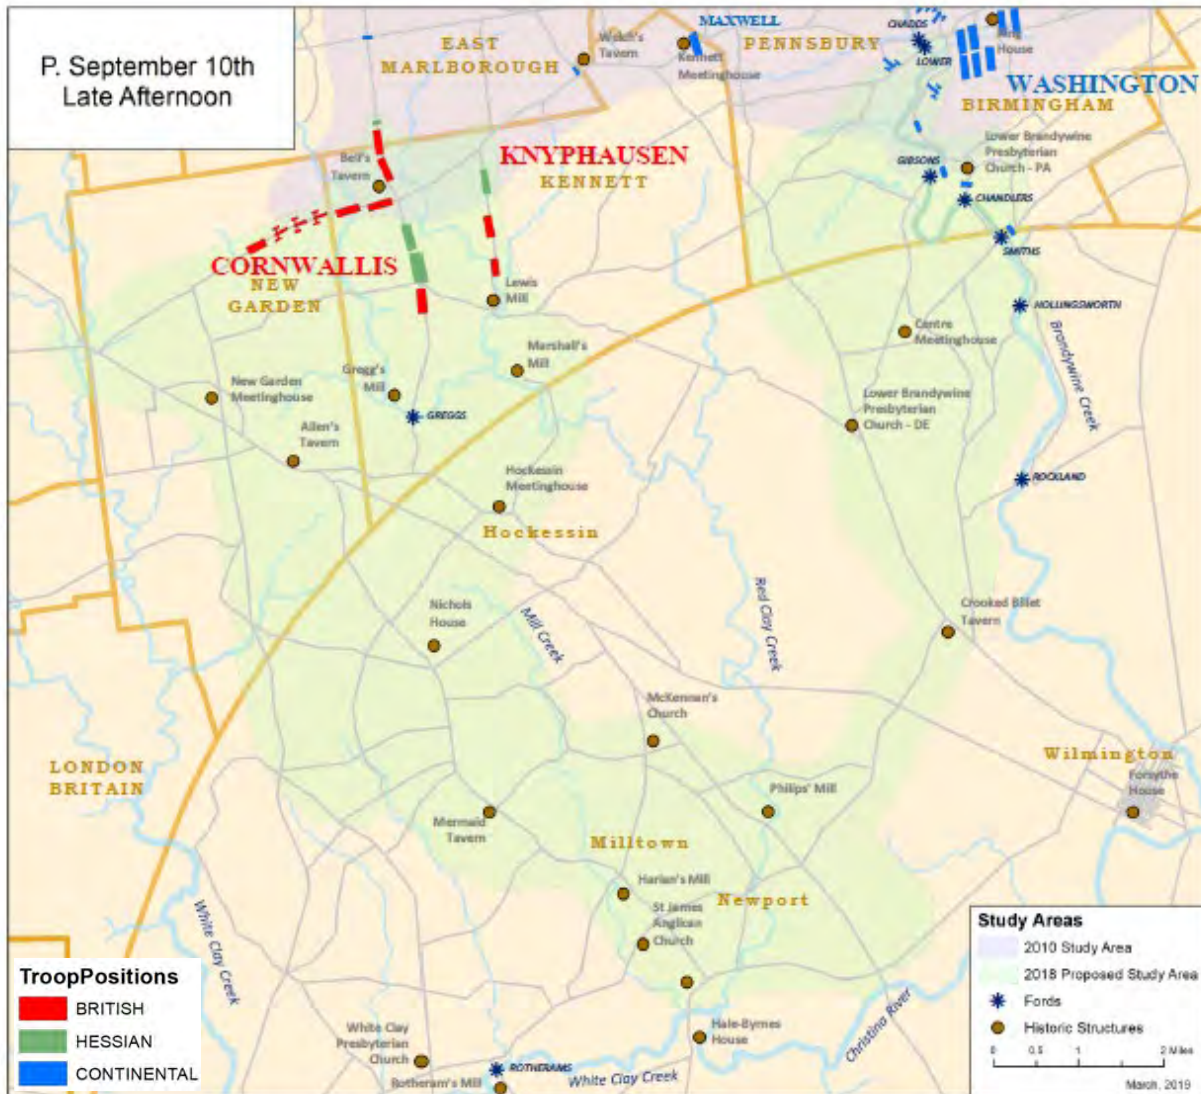 P. September 10th
Late Afternoon
EAST
MARLBOROUGH
Welch's
Tavern
MAXWELL
Kennett
Meetinghouse
PENNSBURY
CHADDS
LOWER
Ring
House
WASHINGTON
BIRMINGHAM
Bell's
Tavern
KNYPHAUSEN
KENNETT
GIBSONS
Lower Brandywine
Presbyterian
Church - PA
CHANDLERS
SMITHS
CORNWALLIS
NEW
GARDEN
Lewis
Mill
HOLLINGSWORTH
Centre
Meetinghouse
Brandywine Creek
Marshall's
Mill
Gregg's
Mill
GREGGS
New Garden
Meetinghouse
Allen's
Tavern
Lower Brandywine
Presbyterian
Church - DE
ROCKLAND
Hockessin
Meetinghouse
Hockessin
Nichols
House
Mill Creek
Red Clay Creek
Crooked Billet
Tavern
McKennan's
Church
LONDON
BRITAIN
Wilmington
Forsythe
House
Mermaid
Tavern
Philips' Mill
Milltown
Harlan's Mill
Newport
St James
Anglican
Church
White Clay Creek
Hale-Byrnes
House
Christina River
White Clay
Presbyterian
Church
ROTHERAMS
Rotheram's Mill
White Clay Creek
TroopPositions
BRITISH
HESSIAN
CONTINENTAL
Study Areas
2010 Study Area
2018 Proposed Study Area
Fords
Historic Structures
0 0.5 1 2 Miles
March, 2019